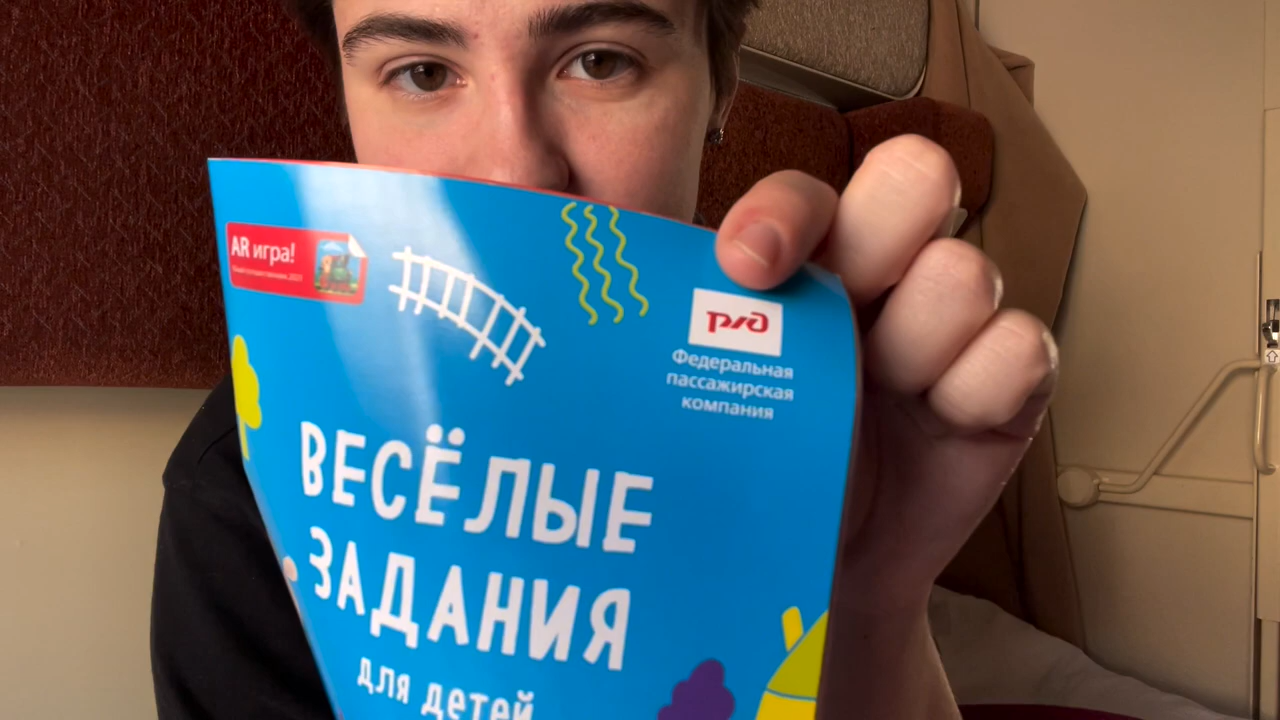 AR игра!
ржд
Федеральная
пассажирская
компания
ВЕСЁЛЫЕ
ЗАДАНИЯ
для детей